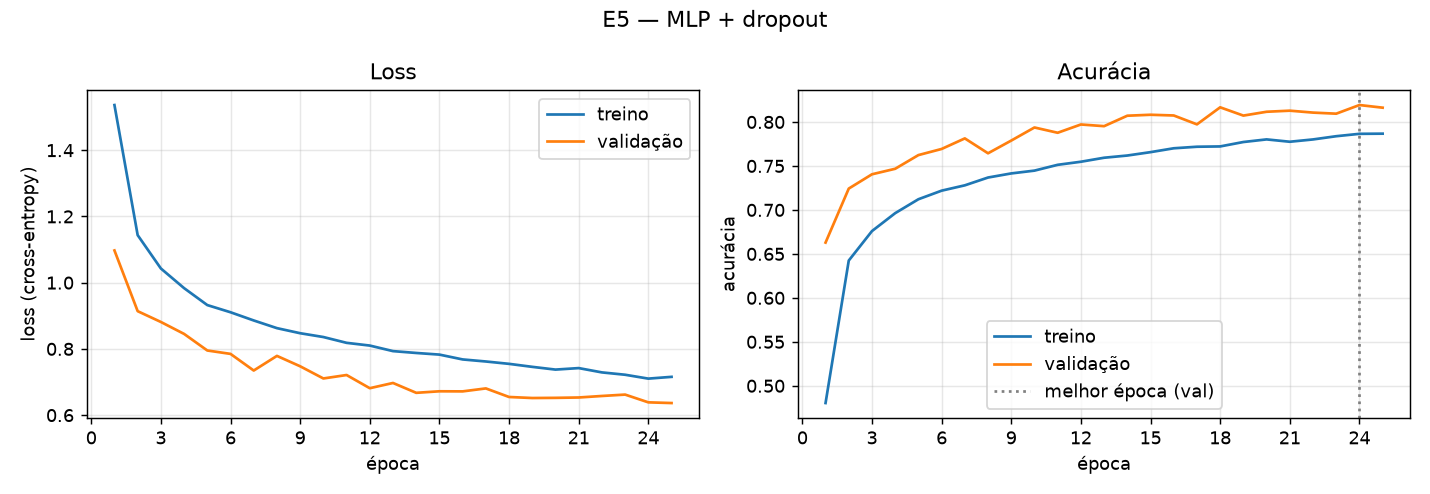 E5 — MLP + dropout
Loss
loss (cross-entropy)
1.4
1.2
1.0
0.8
0.6
0 3 6 9 12 15 18 21 24
época
treino
validação
Acurácia
acurácia
0.80
0.75
0.70
0.65
0.60
0.55
0.50
0 3 6 9 12 15 18 21 24
época
treino
validação
melhor época (val)